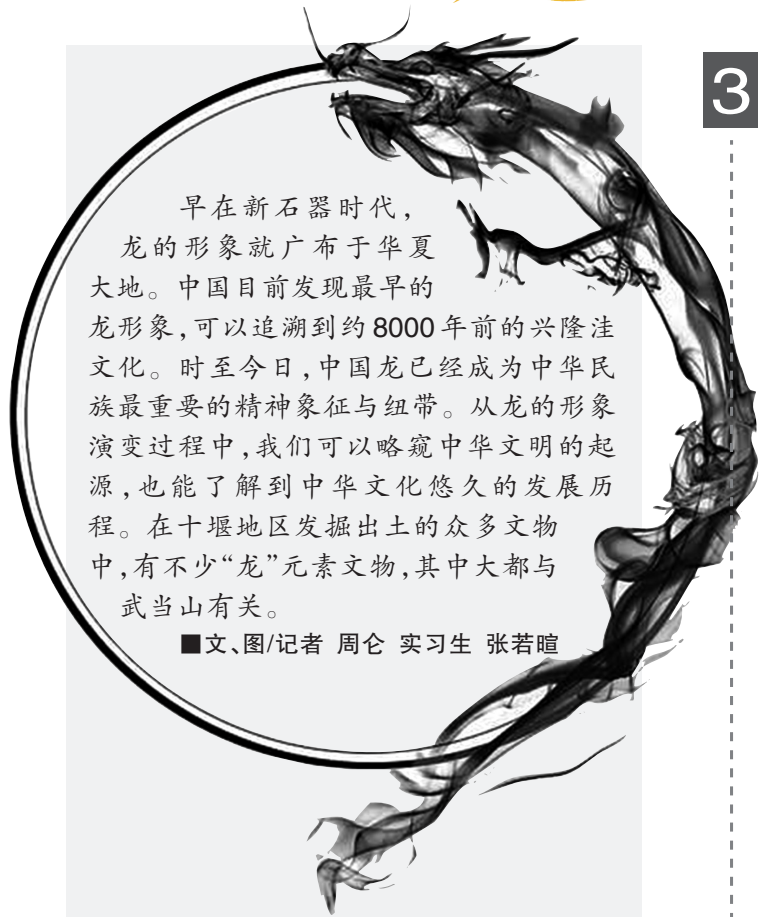 3
早在新石器时代，
龙的形象就广布于华夏
大地。中国目前发现最早的
龙形象，可以追溯到约8000年前的兴隆洼
文化。时至今日，中国龙已经成为中华民
族最重要的精神象征与纽带。从龙的形象
演变过程中，我们可以略窥中华文明的起
源，也能了解到中华文化悠久的发展历
程。在十堰地区发掘出土的众多文物
中，有不少“龙”元素文物，其中大都与
武当山有关。
■文、图/记者 周仑 实习生 张若暄